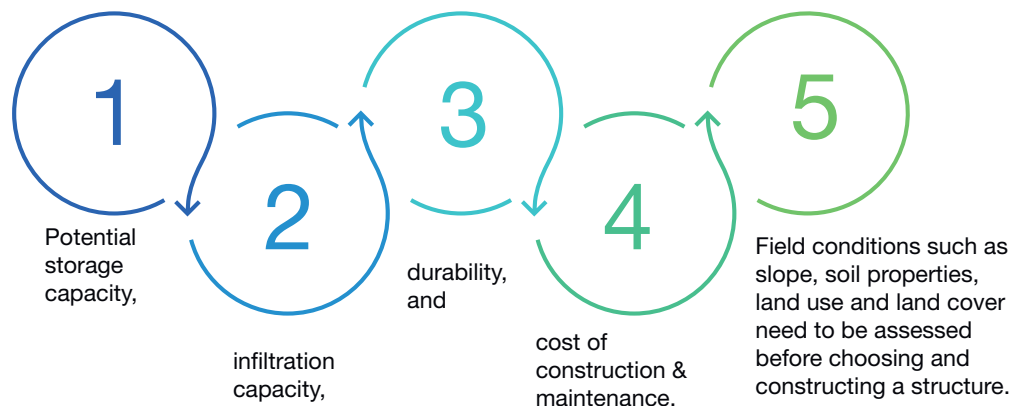 1
Potential
storage
capacity,
2
infiltration
capacity,
3
durability,
and
4
cost of
construction &
maintenance.
5
Field conditions such as
slope, soil properties,
land use and land cover
need to be assessed
before choosing and
constructing a structure.